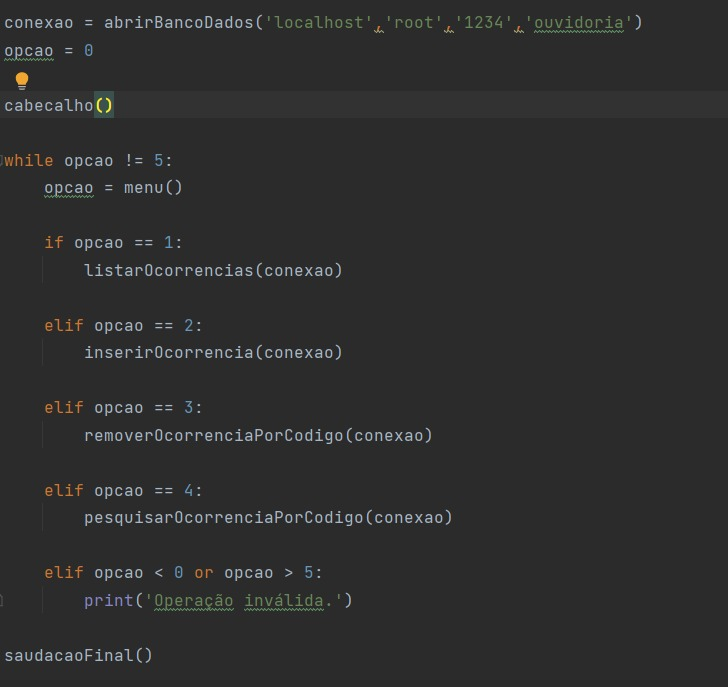 conexao = abrirBancoDados('localhost','root','1234','ouvidoria')
opcao = 0
cabecalho()
while opcao != 5:
opcao = menu()
if opcao == 1:
listarOcorrencias(conexao)
elif opcao == 2:
inserirOcorrencia(conexao)
elif opcao == 3:
removerOcorrenciaPorCodigo(conexao)
elif opcao == 4:
pesquisarOcorrenciaPorCodigo(conexao)
elif opcao < 0 or opcao > 5:
print('Operação inválida.')
saudacaoFinal()